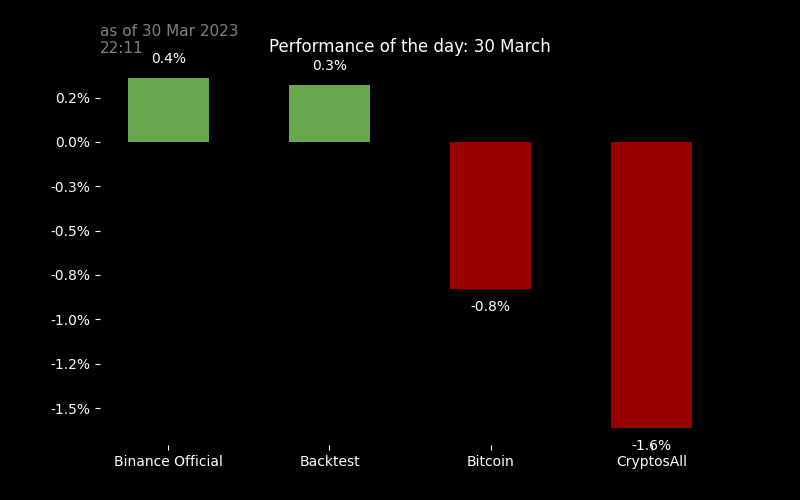 as of 30 Mar 2023
22:11
Performance of the day: 30 March
0.4%
0.3%
0.2%
0.0%
-0.3%
-0.5%
-0.8%
-1.0%
-1.2%
-1.5%
-0.8%
-1.6%
Binance Official
Backtest
Bitcoin
CryptosAll